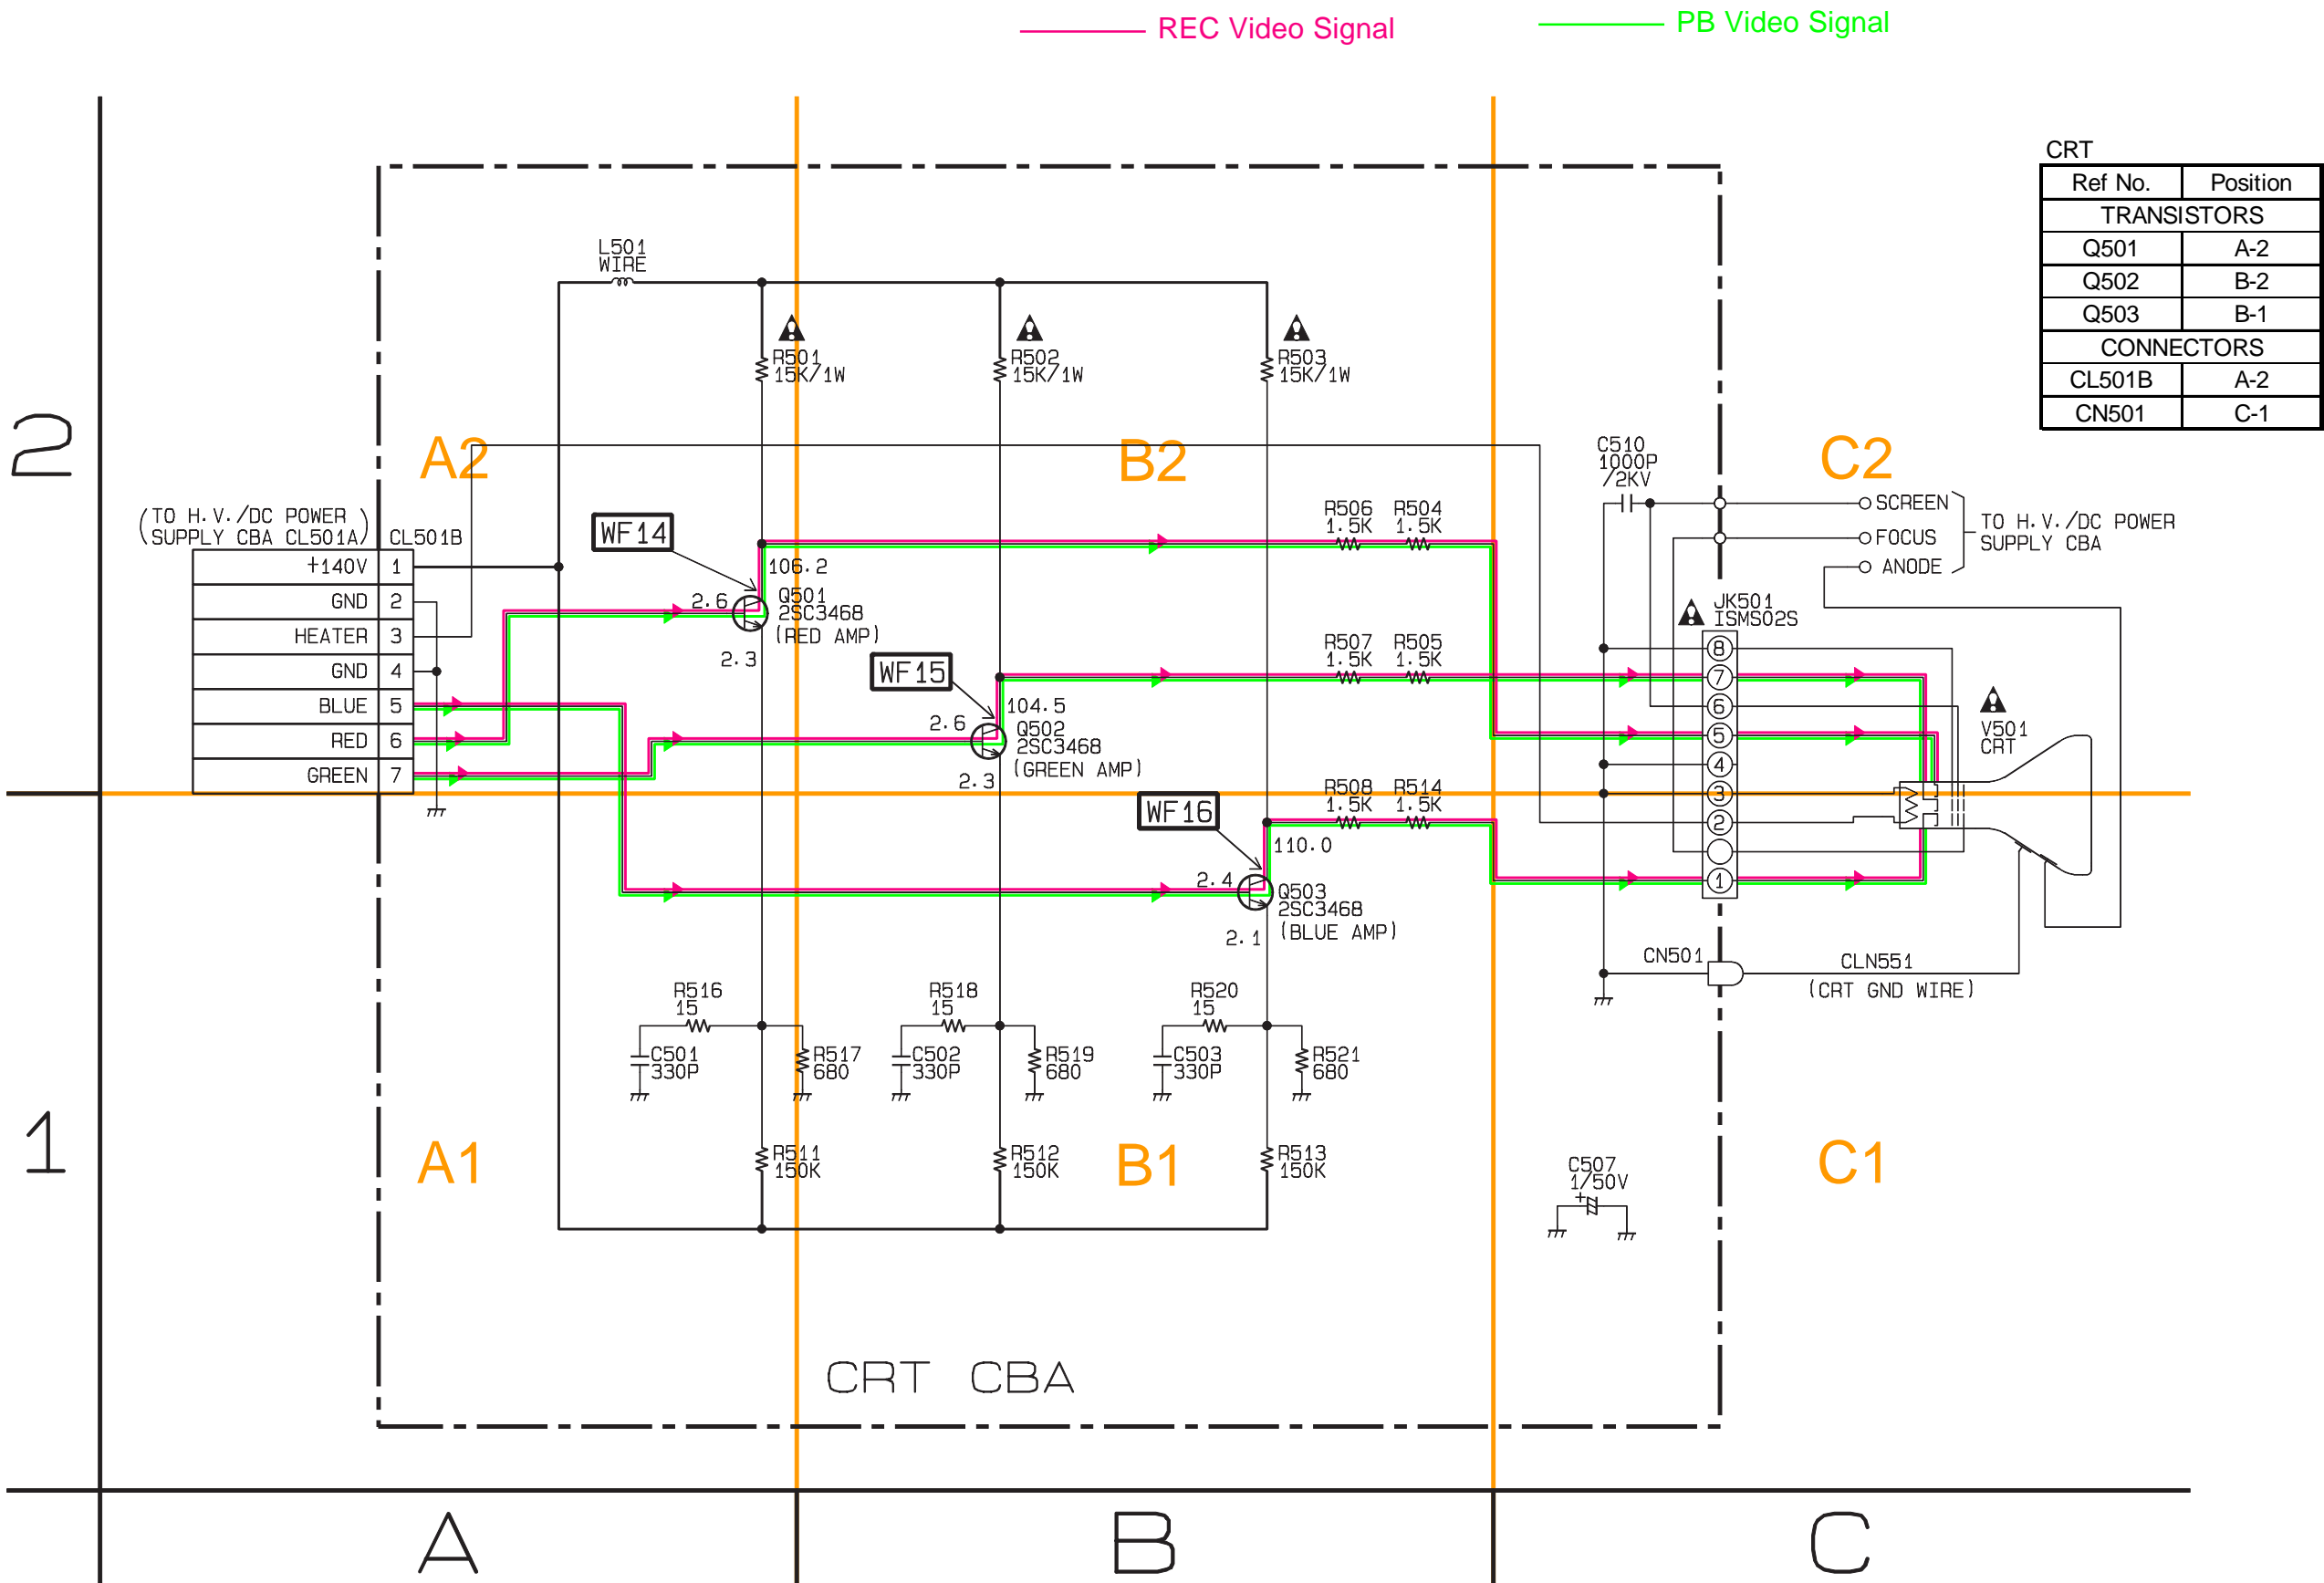 REC Video Signal
PB Video Signal
CRT
Ref No. Position
TRANSISTORS
Q501 A-2
Q502 B-2
Q503 B-1
CONNECTORS
CL501B A-2
CN501 C-1
2
1
A
B
C
A2
B2
C2
A1
B1
C1
L501
WIRE
R501
15K/1W
R502
15K/1W
R503
15K/1W
(TO H.V./DC POWER
SUPPLY CBA CL501A)
CL501B
+140V 1
GND 2
HEATER 3
GND 4
BLUE 5
RED 6
GREEN 7
WF14
106.2
2.6
Q501
2SC3468
(RED AMP)
2.3
WF15
104.5
2.6
Q502
2SC3468
(GREEN AMP)
2.3
WF16
110.0
2.4
Q503
2SC3468
(BLUE AMP)
2.1
R506
1.5K
R504
1.5K
R507
1.5K
R505
1.5K
R508
1.5K
R514
1.5K
C510
1000P
/2KV
SCREEN
FOCUS
ANODE
TO H.V./DC POWER
SUPPLY CBA
JK501
ISMS02S
8
7
6
5
4
3
2
1
V501
CRT
CN501
CLN551
(CRT GND WIRE)
R516
15
C501
330P
R517
680
R518
15
C502
330P
R519
680
R520
15
C503
330P
R521
680
R511
150K
R512
150K
R513
150K
C507
1/50V
+
CRT CBA